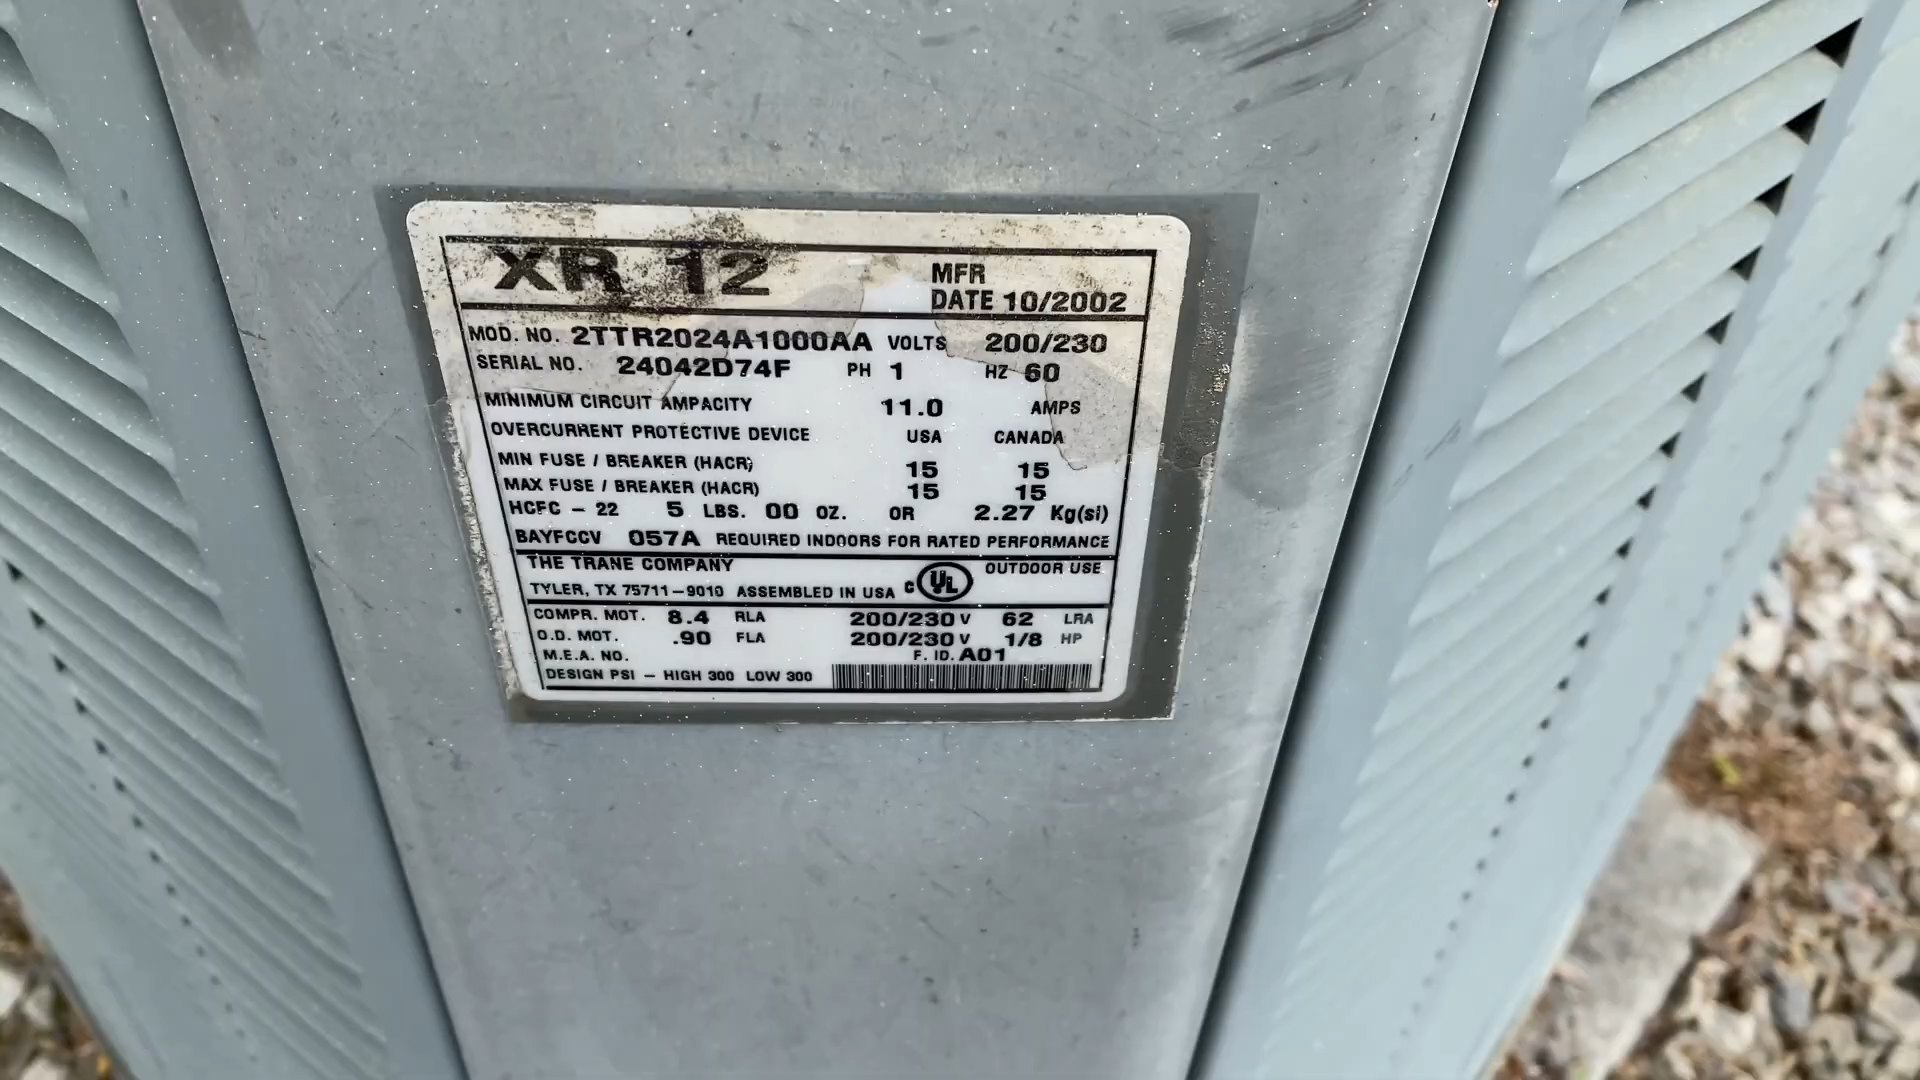 XR 12
MFR
DATE 10/2002
MOD. NO. 2TTR2024A1000AA VOLTS 200/230
SERIAL NO. 24042D74F PH 1 HZ 60
MINIMUM CIRCUIT AMPACITY 11.0 AMPS
OVERCURRENT PROTECTIVE DEVICE USA CANADA
MIN FUSE / BREAKER (HACR) 15 15
MAX FUSE / BREAKER (HACR) 15 15
HCFC - 22 5 LBS. 00 OZ. OR 2.27 Kg(si)
BAYFCCV 057A REQUIRED INDOORS FOR RATED PERFORMANCE
THE TRANE COMPANY OUTDOOR USE
TYLER, TX 75711-9010 ASSEMBLED IN USA C UL
COMPR. MOT. 8.4 RLA 200/230 V 62 LRA
O.D. MOT. .90 FLA 200/230 V 1/8 HP
M.E.A. NO. F. ID. A01
DESIGN PSI - HIGH 300 LOW 300